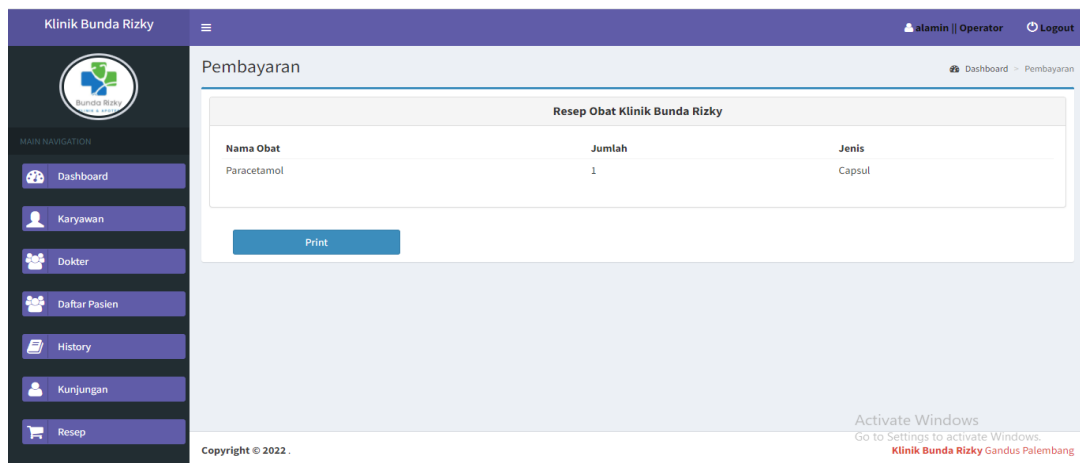 Klinik Bunda Rizky
alamin || Operator Logout
Bunda Rizky
Pembayaran
Dashboard > Pembayaran
Resep Obat Klinik Bunda Rizky
MAIN NAVIGATION
Nama Obat Jumlah Jenis
Paracetamol 1 Capsul
Dashboard
Karyawan
Print
Dokter
Daftar Pasien
History
Kunjungan
Resep
Activate Windows
Go to Settings to activate Windows.
Copyright © 2022 .
Klinik Bunda Rizky Gandus Palembang